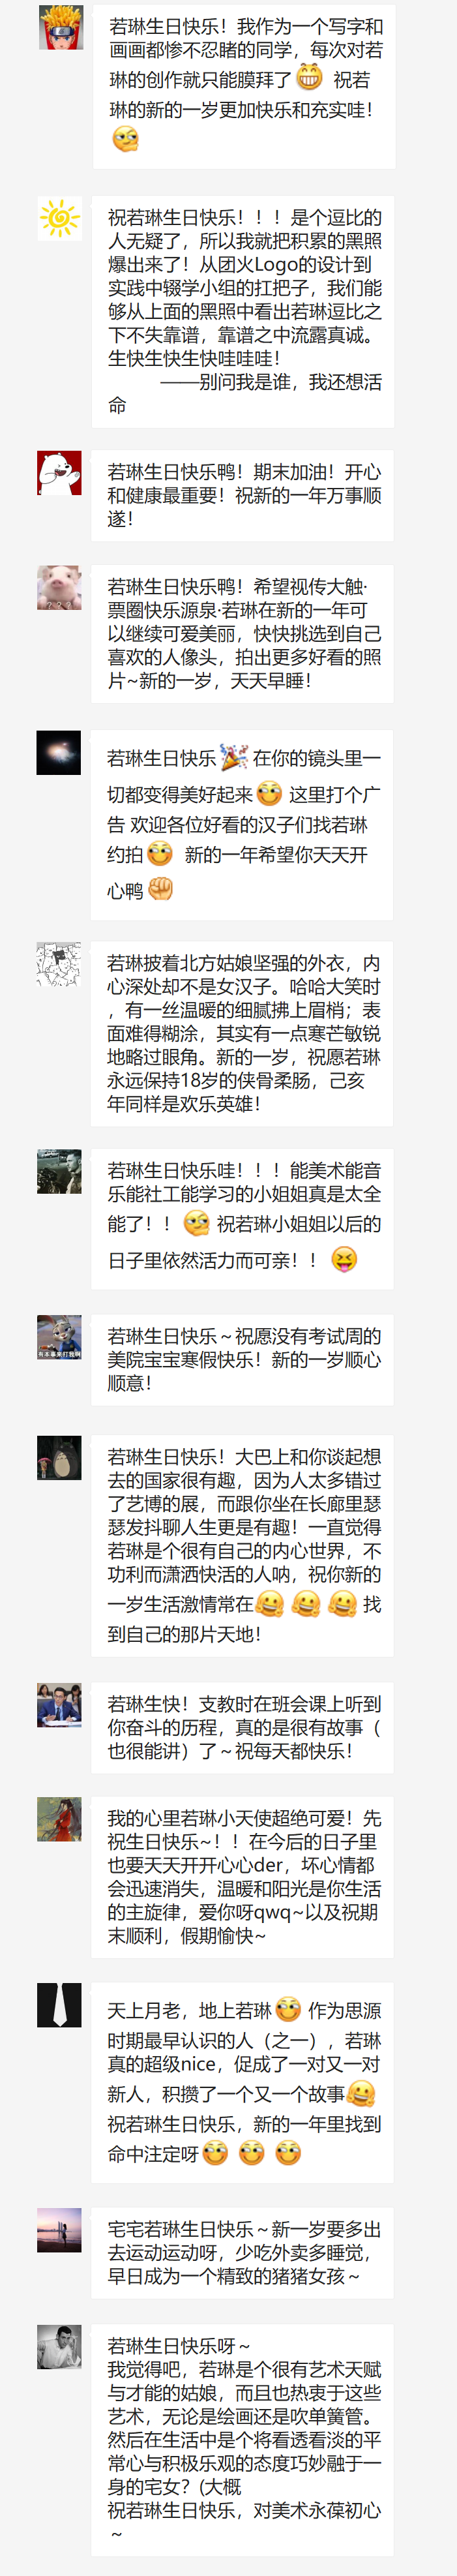 若琳生日快乐！我作为一个写字和
画画都惨不忍睹的同学，每次对若
琳的创作就只能膜拜了😁 祝若
琳的新的一岁更加快乐和充实哇！
🤔
祝若琳生日快乐！！！是个逗比的
人无疑了，所以我就把积累的黑照
爆出来了！从团火Logo的设计到
实践中辍学小组的扛把子，我们能
够从上面的黑照中看出若琳逗比之
下不失靠谱，靠谱之中流露真诚。
生快生快生快哇哇哇！
——别问我是谁，我还想活
命
若琳生日快乐鸭！期末加油！开心
和健康最重要！祝新的一年万事顺
遂！
若琳生日快乐鸭！希望视传大触·
票圈快乐源泉·若琳在新的一年可
以继续可爱美丽，快快挑选到自己
喜欢的人像头，拍出更多好看的照
片~新的一岁，天天早睡！
若琳生日快乐🎉在你的镜头里一
切都变得美好起来🤭 这里打个广
告 欢迎各位好看的汉子们找若琳
约拍🤭 新的一年希望你天天开
心鸭✊
若琳披着北方姑娘坚强的外衣，内
心深处却不是女汉子。哈哈大笑时
，有一丝温暖的细腻拂上眉梢；表
面难得糊涂，其实有一点寒芒敏锐
地略过眼角。新的一岁，祝愿若琳
永远保持18岁的侠骨柔肠，己亥
年同样是欢乐英雄！
若琳生日快乐哇！！！能美术能音
乐能社工能学习的小姐姐真是太全
能了！！🤔 祝若琳小姐姐以后的
日子里依然活力而可亲！！😝
有本事来打我啊
若琳生日快乐～祝愿没有考试周的
美院宝宝寒假快乐！新的一岁顺心
顺意！
若琳生日快乐！大巴上和你谈起想
去的国家很有趣，因为人太多错过
了艺博的展，而跟你坐在长廊里瑟
瑟发抖聊人生更是有趣！一直觉得
若琳是个很有自己的内心世界，不
功利而潇洒快活的人呐，祝你新的
一岁生活激情常在🤗🤗🤗 找
到自己的那片天地！
若琳生快！支教时在班会课上听到
你奋斗的历程，真的是很有故事（
也很能讲）了～祝每天都快乐！
我的心里若琳小天使超绝可爱！先
祝生日快乐~！！在今后的日子里
也要天天开开心心der，坏心情都
会迅速消失，温暖和阳光是你生活
的主旋律，爱你呀qwq~以及祝期
末顺利，假期愉快~
天上月老，地上若琳🤭 作为思源
时期最早认识的人（之一），若琳
真的超级nice，促成了一对又一对
新人，积攒了一个又一个故事🤗
祝若琳生日快乐，新的一年里找到
命中注定呀🤭🤭🤭
宅宅若琳生日快乐～新一岁要多出
去运动运动呀，少吃外卖多睡觉，
早日成为一个精致的猪猪女孩～
若琳生日快乐呀～
我觉得吧，若琳是个很有艺术天赋
与才能的姑娘，而且也热衷于这些
艺术，无论是绘画还是吹单簧管。
然后在生活中是个将看透看淡的平
常心与积极乐观的态度巧妙融于一
身的宅女？(大概
祝若琳生日快乐，对美术永葆初心
~